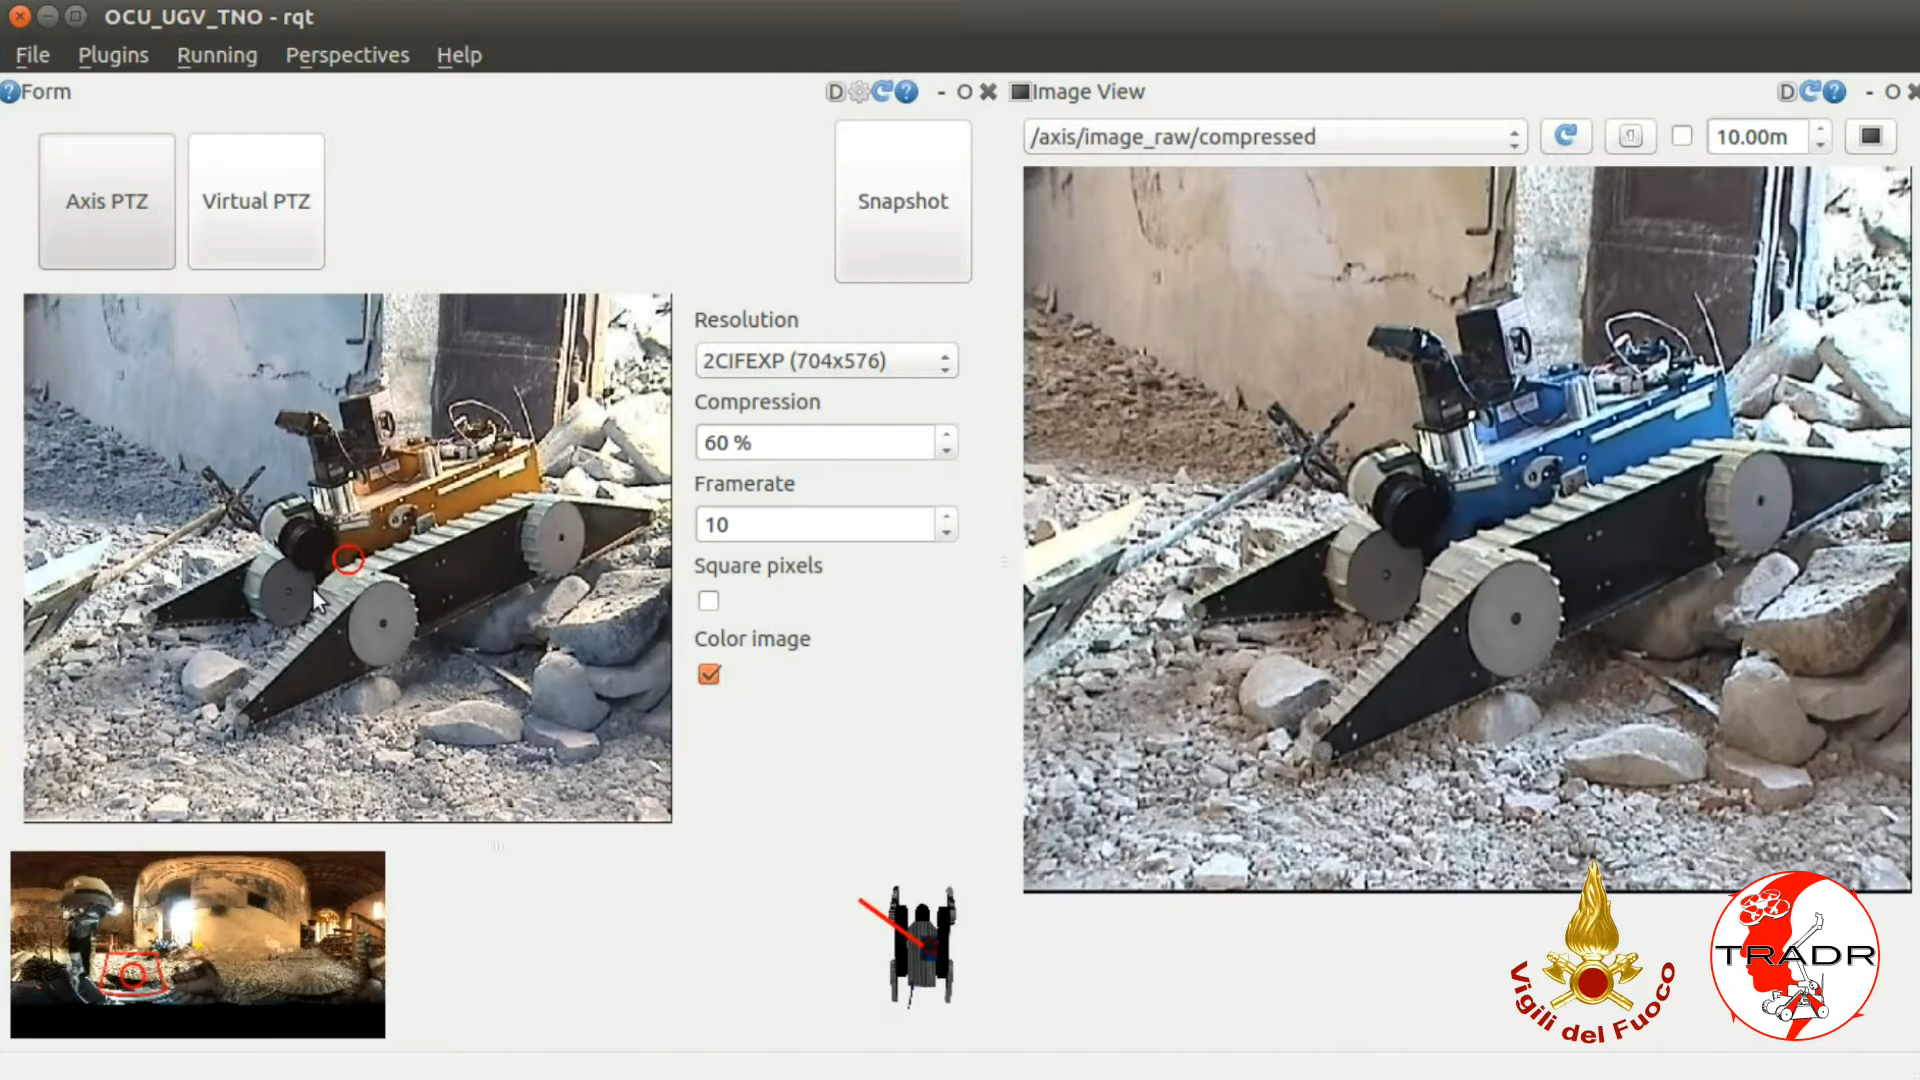 OCU_UGV_TNO - rqt
File Plugins Running Perspectives Help
Form
D
- O
Image View
D
- O
Axis PTZ
Virtual PTZ
Snapshot
/axis/image_raw/compressed
10.00m
Resolution
2CIFEXP (704x576)
Compression
60 %
Framerate
10
Square pixels
Color image
Vigili del Fuoco
TRADR